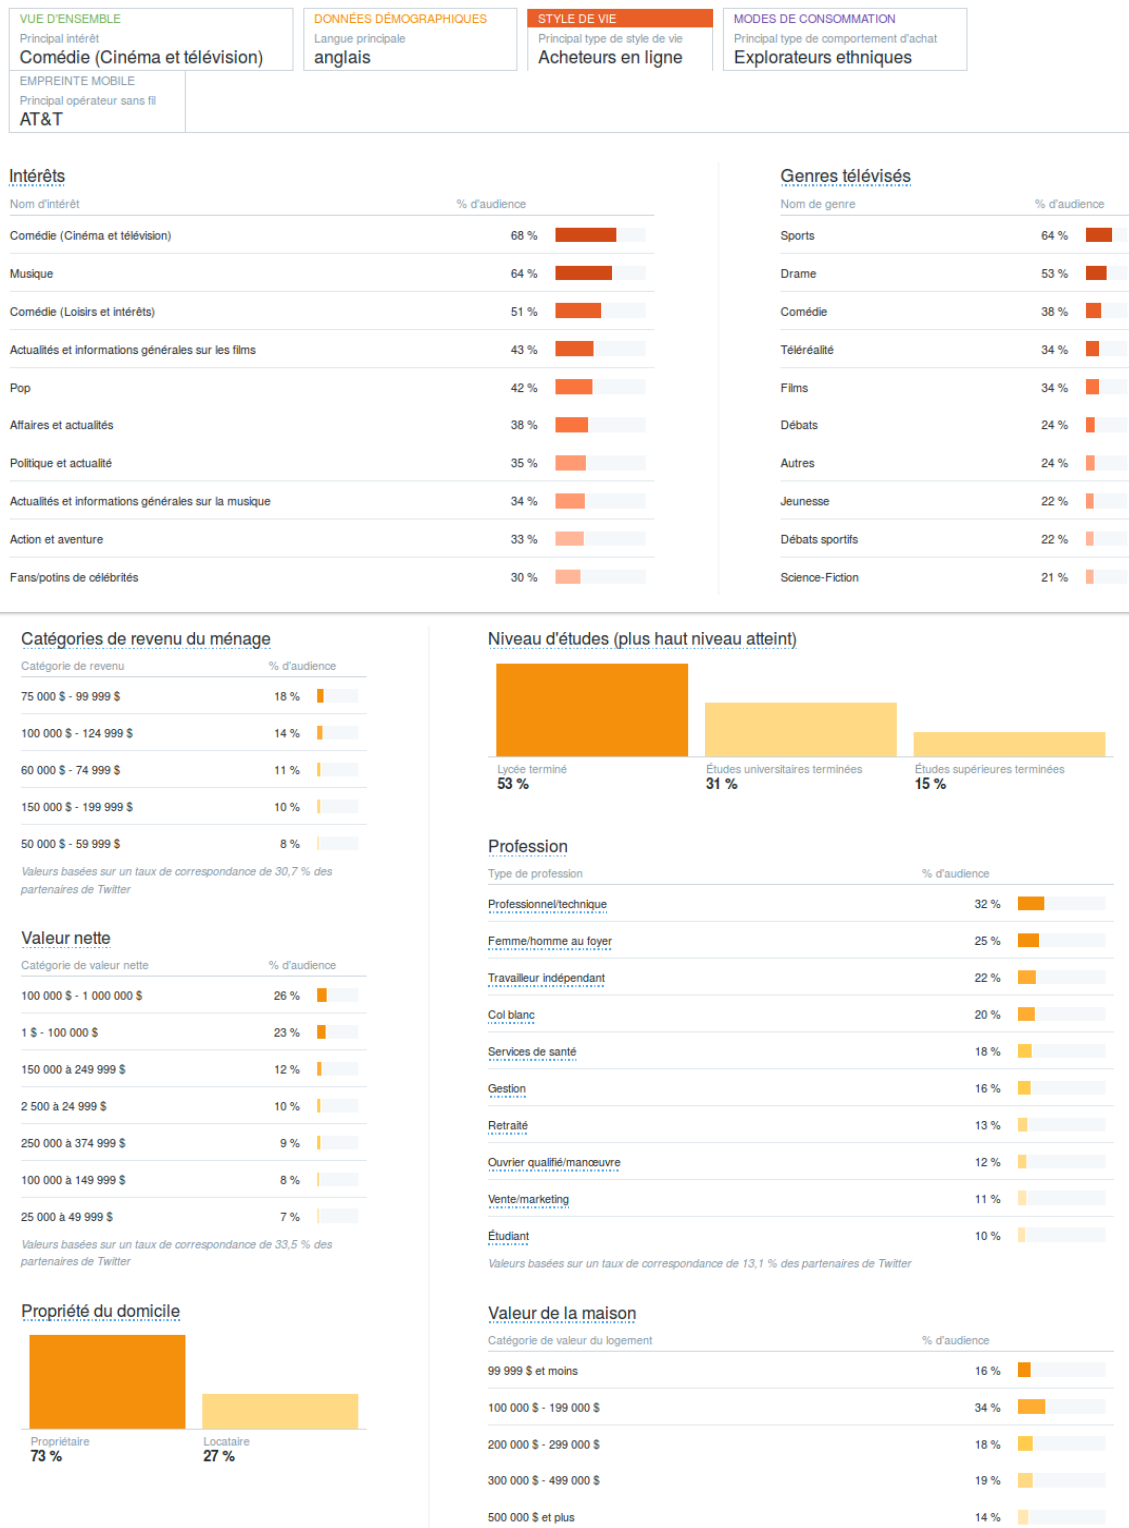 VUE D'ENSEMBLE
Principal intérêt
Comédie (Cinéma et télévision)
DONNÉES DÉMOGRAPHIQUES
Langue principale
anglais
STYLE DE VIE
Principal type de style de vie
Acheteurs en ligne
MODES DE CONSOMMATION
Principal type de comportement d'achat
Explorateurs ethniques
EMPREINTE MOBILE
Principal opérateur sans fil
AT&T
Intérêts
Nom d'intérêt % d'audience
Comédie (Cinéma et télévision) 68 %
Musique 64 %
Comédie (Loisirs et intérêts) 51 %
Actualités et informations générales sur les films 43 %
Pop 42 %
Affaires et actualités 38 %
Politique et actualité 35 %
Actualités et informations générales sur la musique 34 %
Action et aventure 33 %
Fans/potins de célébrités 30 %
Genres télévisés
Nom de genre % d'audience
Sports 64 %
Drame 53 %
Comédie 38 %
Téléréalité 34 %
Films 34 %
Débats 24 %
Autres 24 %
Jeunesse 22 %
Débats sportifs 22 %
Science-Fiction 21 %
Catégories de revenu du ménage
Catégorie de revenu % d'audience
75 000 $ - 99 999 $ 18 %
100 000 $ - 124 999 $ 14 %
60 000 $ - 74 999 $ 11 %
150 000 $ - 199 999 $ 10 %
50 000 $ - 59 999 $ 8 %
Valeurs basées sur un taux de correspondance de 30,7 % des
partenaires de Twitter
Valeur nette
Catégorie de valeur nette % d'audience
100 000 $ - 1 000 000 $ 26 %
1 $ - 100 000 $ 23 %
150 000 à 249 999 $ 12 %
2 500 à 24 999 $ 10 %
250 000 à 374 999 $ 9 %
100 000 à 149 999 $ 8 %
25 000 à 49 999 $ 7 %
Valeurs basées sur un taux de correspondance de 33,5 % des
partenaires de Twitter
Propriété du domicile
Propriétaire
73 %
Locataire
27 %
Niveau d'études (plus haut niveau atteint)
Lycée terminé
53 %
Études universitaires terminées
31 %
Études supérieures terminées
15 %
Profession
Type de profession % d'audience
Professionnel/technique 32 %
Femme/homme au foyer 25 %
Travailleur indépendant 22 %
Col blanc 20 %
Services de santé 18 %
Gestion 16 %
Retraité 13 %
Ouvrier qualifié/manœuvre 12 %
Vente/marketing 11 %
Étudiant 10 %
Valeurs basées sur un taux de correspondance de 13,1 % des partenaires de Twitter
Valeur de la maison
Catégorie de valeur du logement % d'audience
99 999 $ et moins 16 %
100 000 $ - 199 000 $ 34 %
200 000 $ - 299 000 $ 18 %
300 000 $ - 499 000 $ 19 %
500 000 $ et plus 14 %